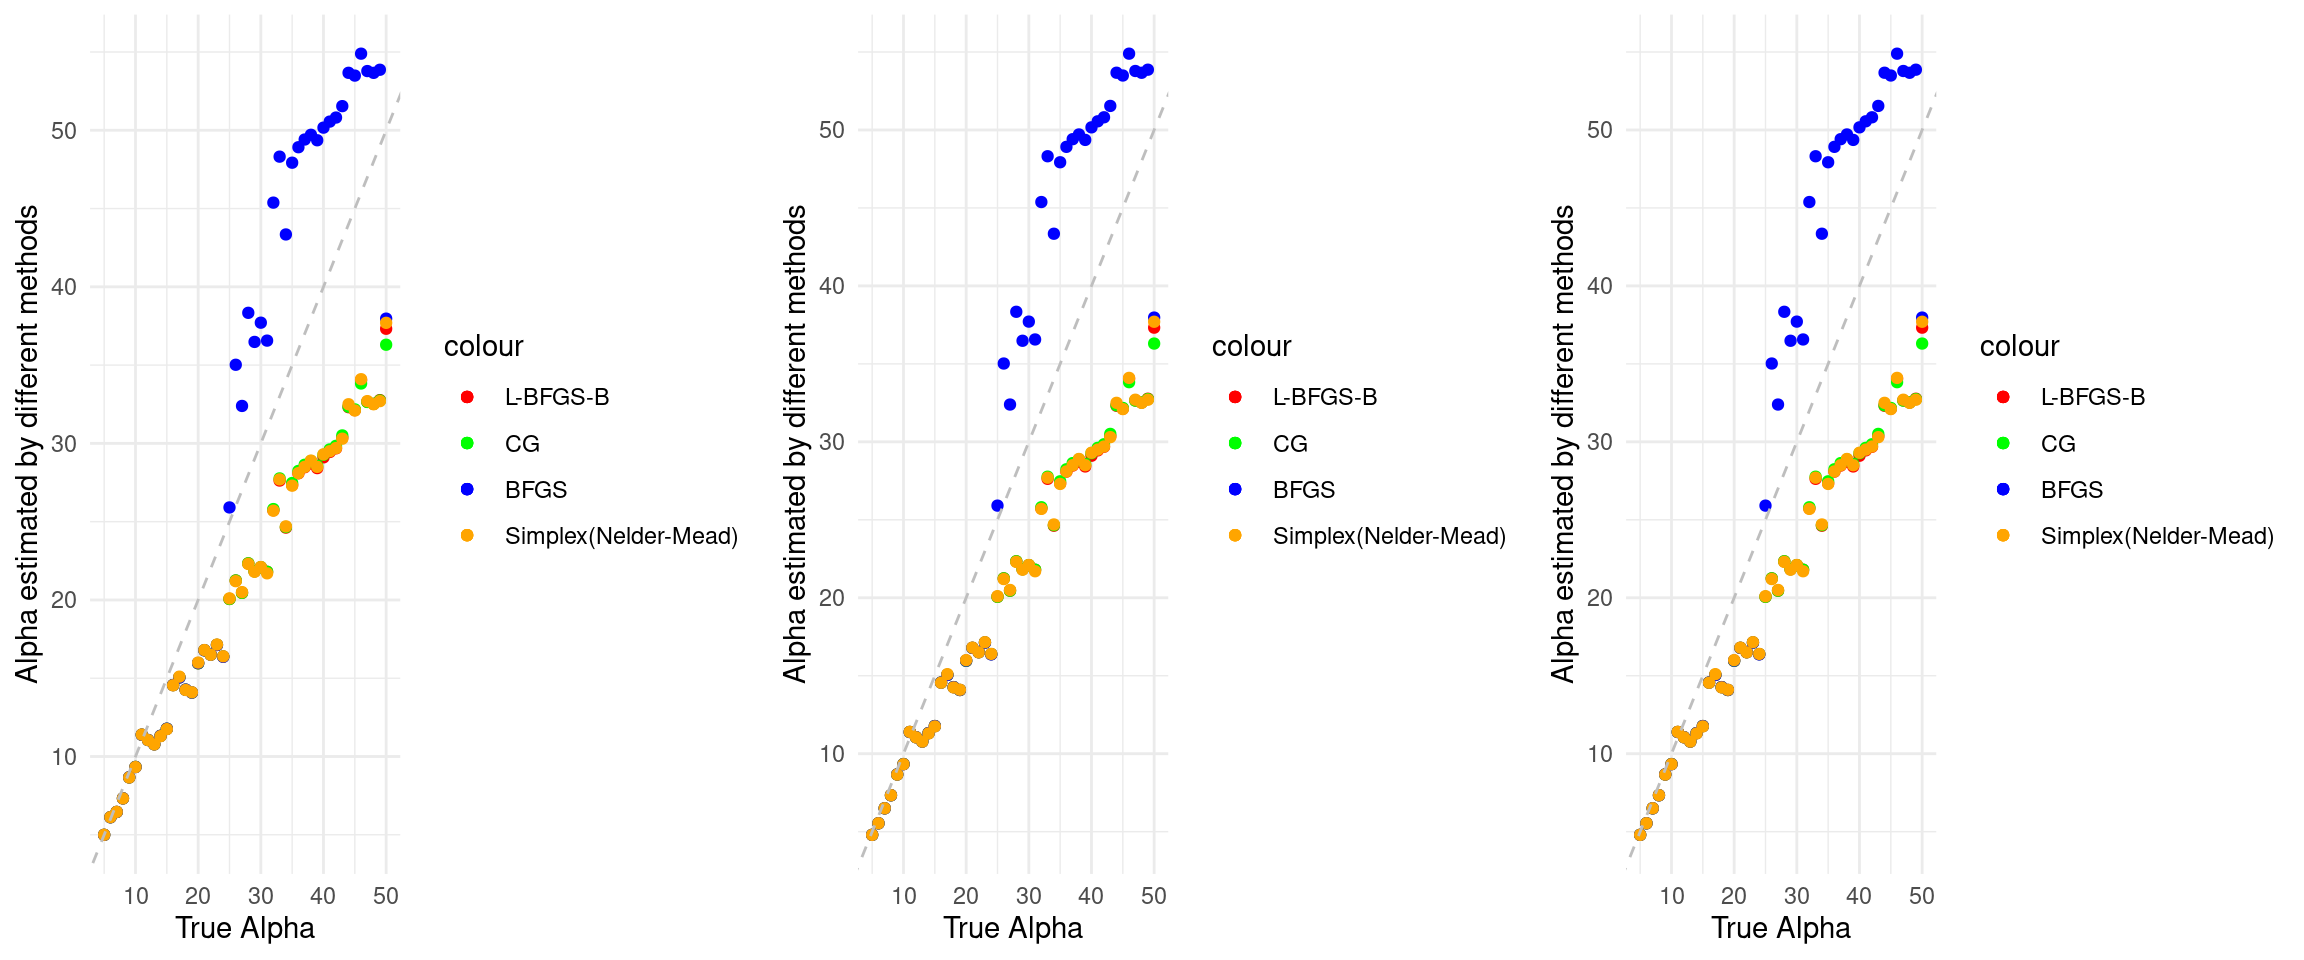 Alpha estimated by different methods
50
40
30
20
10
10 20 30 40 50
True Alpha
colour
L-BFGS-B
CG
BFGS
Simplex(Nelder-Mead)
Alpha estimated by different methods
50
40
30
20
10
10 20 30 40 50
True Alpha
colour
L-BFGS-B
CG
BFGS
Simplex(Nelder-Mead)
Alpha estimated by different methods
50
40
30
20
10
10 20 30 40 50
True Alpha
colour
L-BFGS-B
CG
BFGS
Simplex(Nelder-Mead)